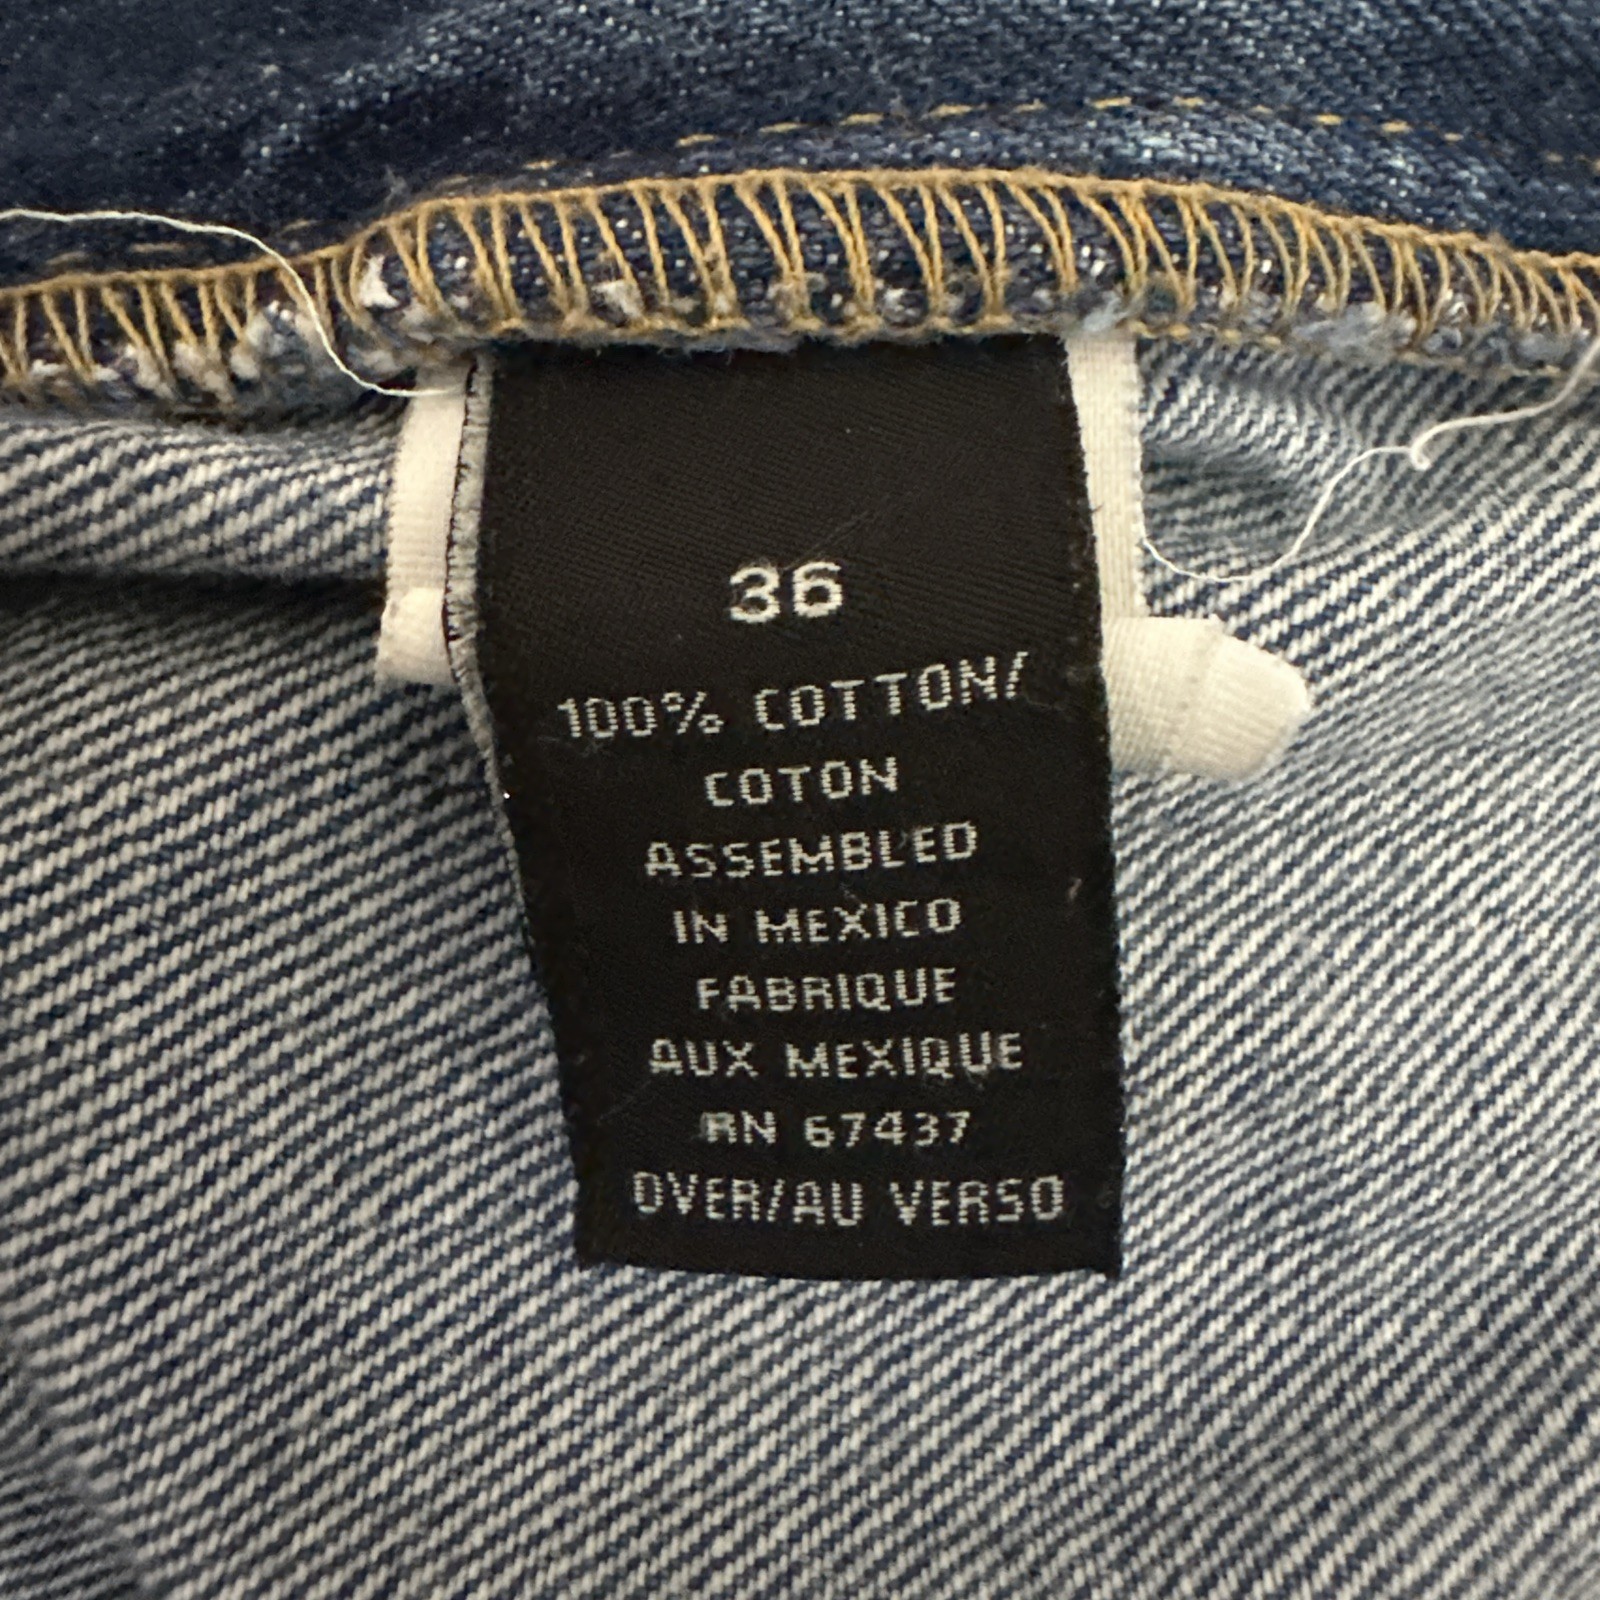 36
100% COTTON/
COTON
ASSEMBLED
IN MEXICO
FABRIQUE
AUX MEXIQUE
RN 67437
OVER/AU VERSO